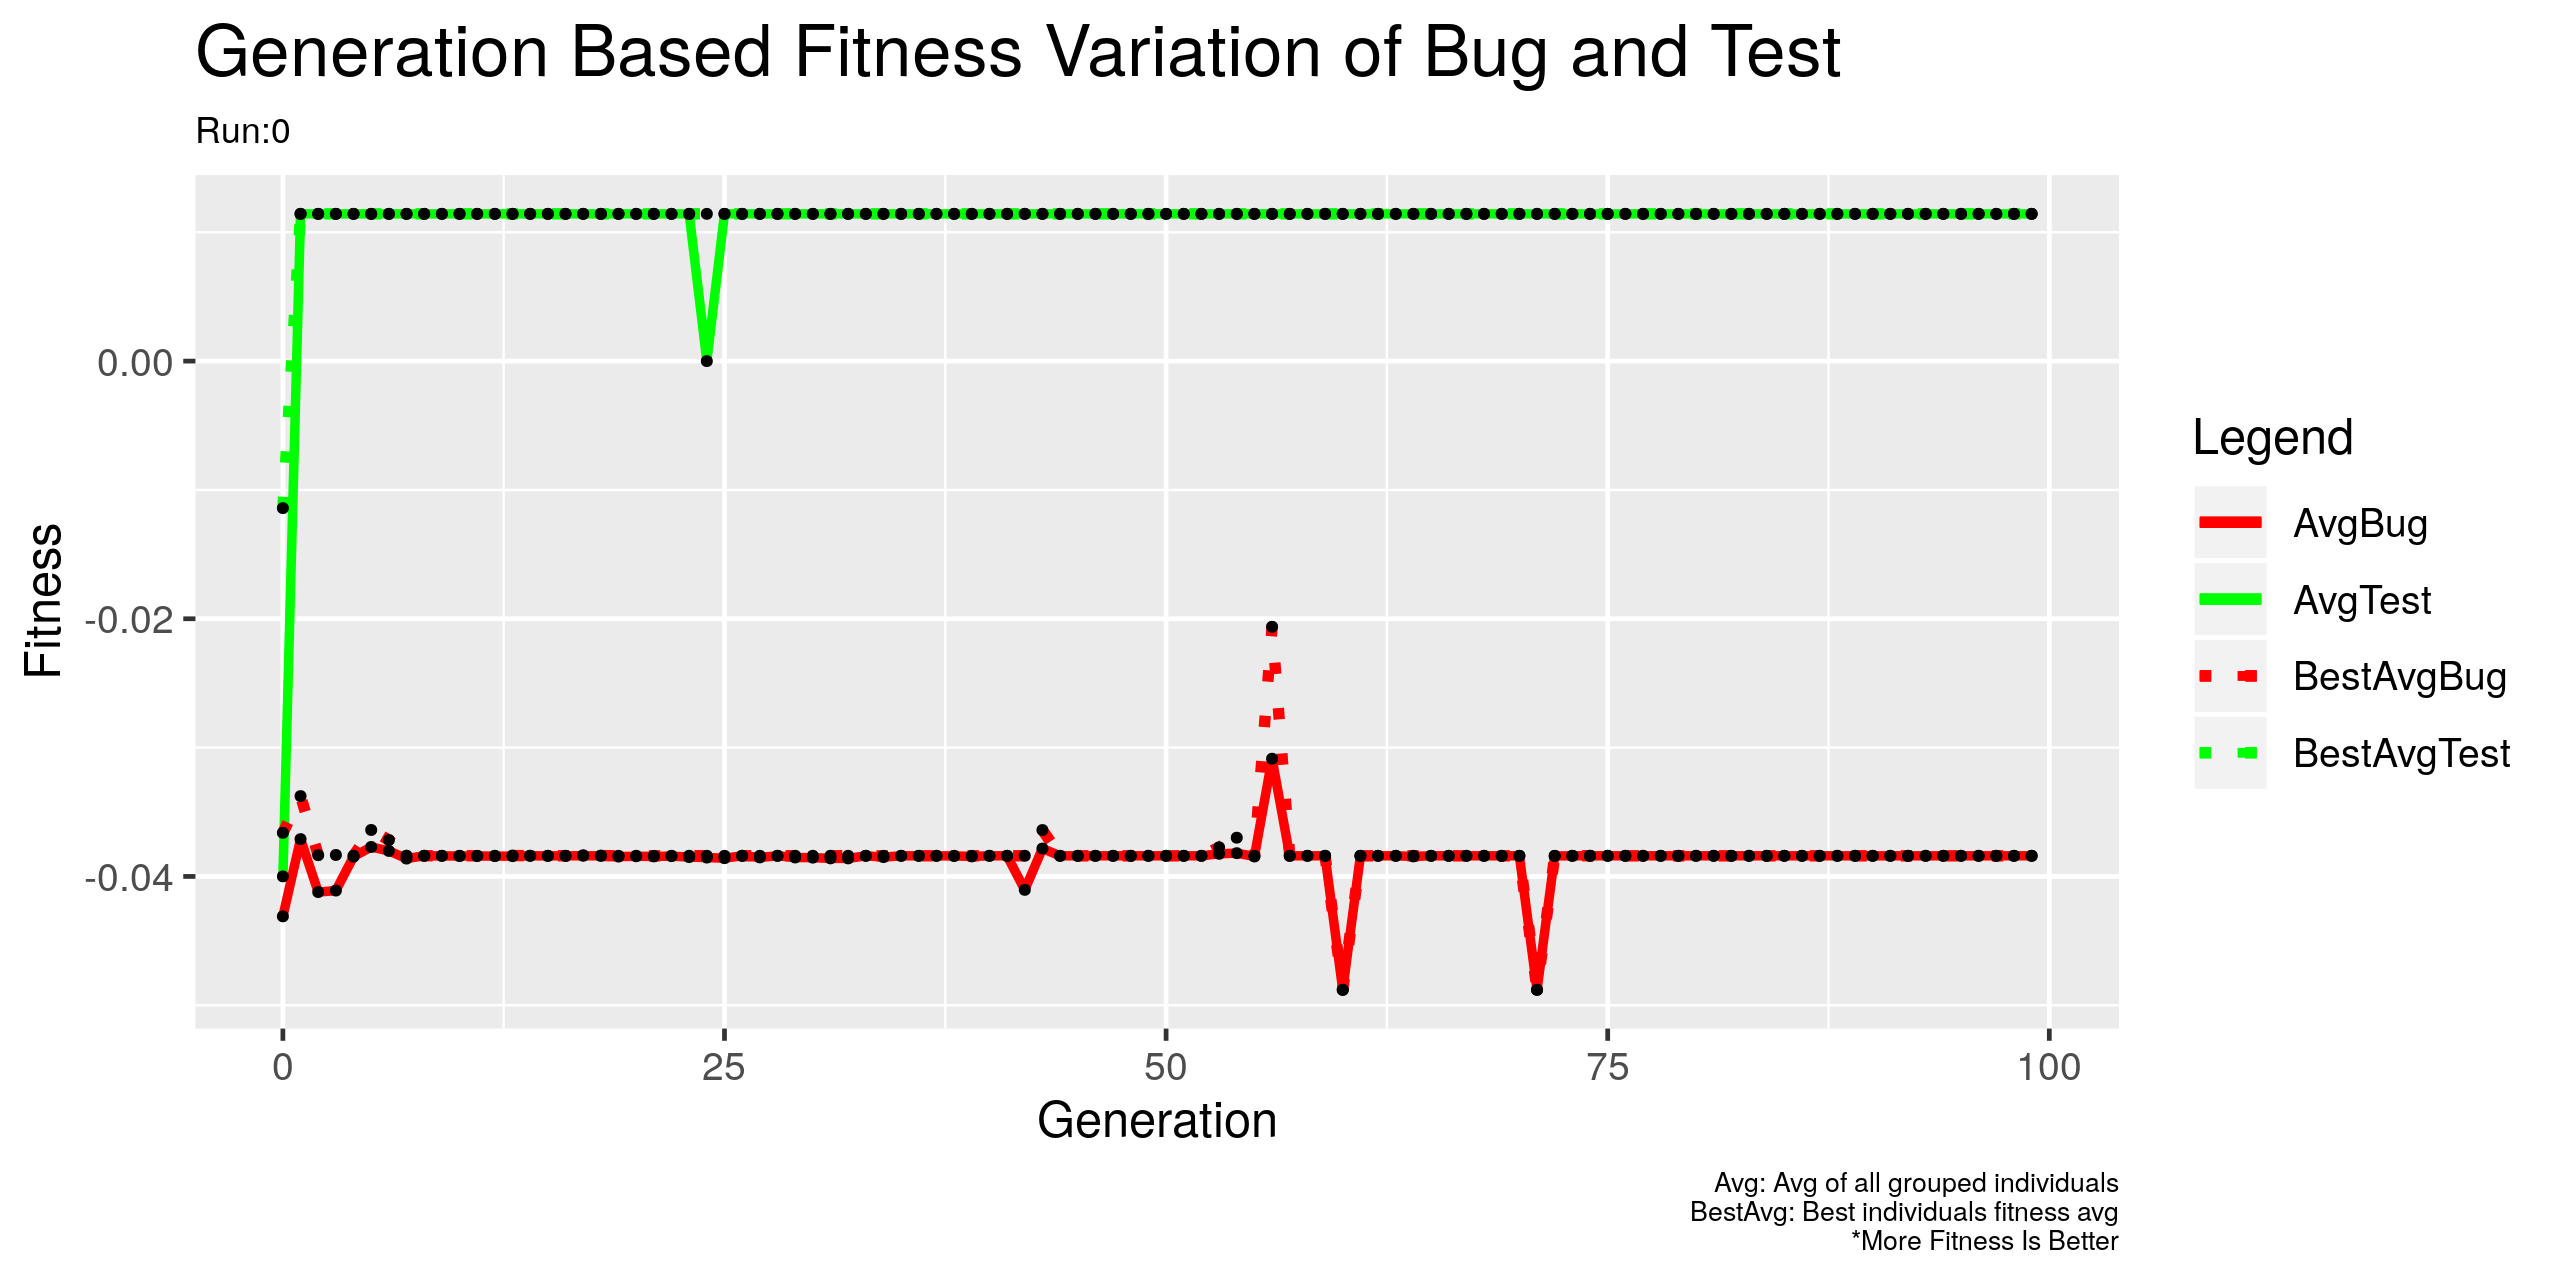 Generation Based Fitness Variation of Bug and Test
Run:0
Fitness
0.00
-0.02
-0.04
0
25
50
75
100
Generation
Legend
AvgBug
AvgTest
BestAvgBug
BestAvgTest
Avg: Avg of all grouped individuals
BestAvg: Best individuals fitness avg
*More Fitness Is Better